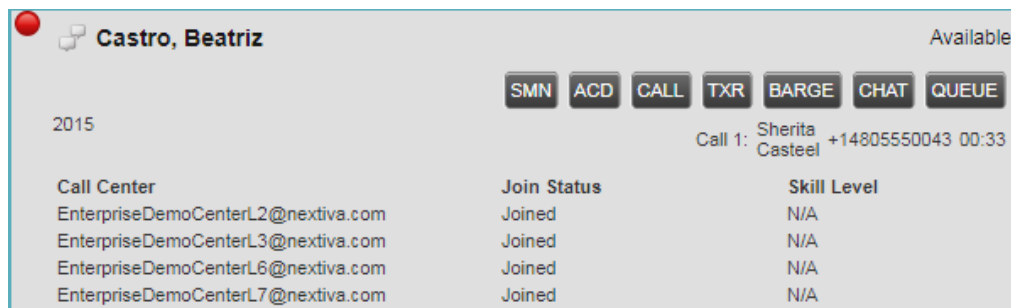 Castro, Beatriz Available
SMN ACD CALL TXR BARGE CHAT QUEUE
2015
Call 1: Sherita Casteel +14805550043 00:33
Call Center Join Status Skill Level
EnterpriseDemoCenterL2@nextiva.com Joined N/A
EnterpriseDemoCenterL3@nextiva.com Joined N/A
EnterpriseDemoCenterL6@nextiva.com Joined N/A
EnterpriseDemoCenterL7@nextiva.com Joined N/A